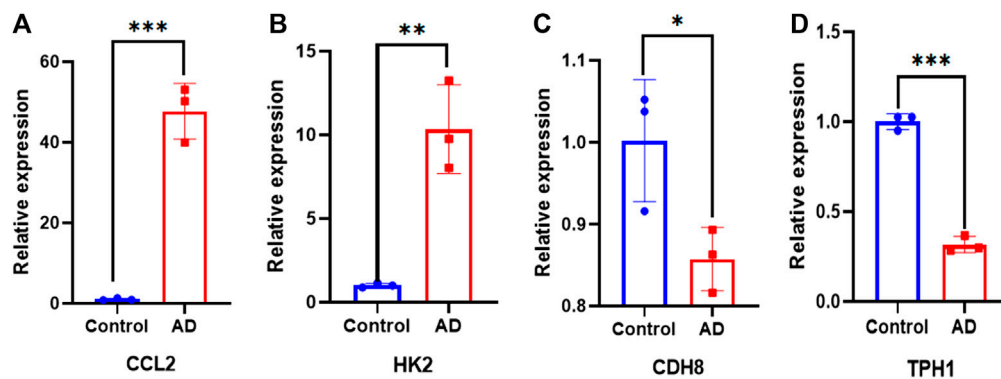 A
Relative expression
60
40
20
0
***
Control
AD
CCL2
B
Relative expression
15
10
5
0
**
Control
AD
HK2
C
Relative expression
1.1
1.0
0.9
0.8
*
Control
AD
CDH8
D
Relative expression
1.5
1.0
0.5
0.0
***
Control
AD
TPH1